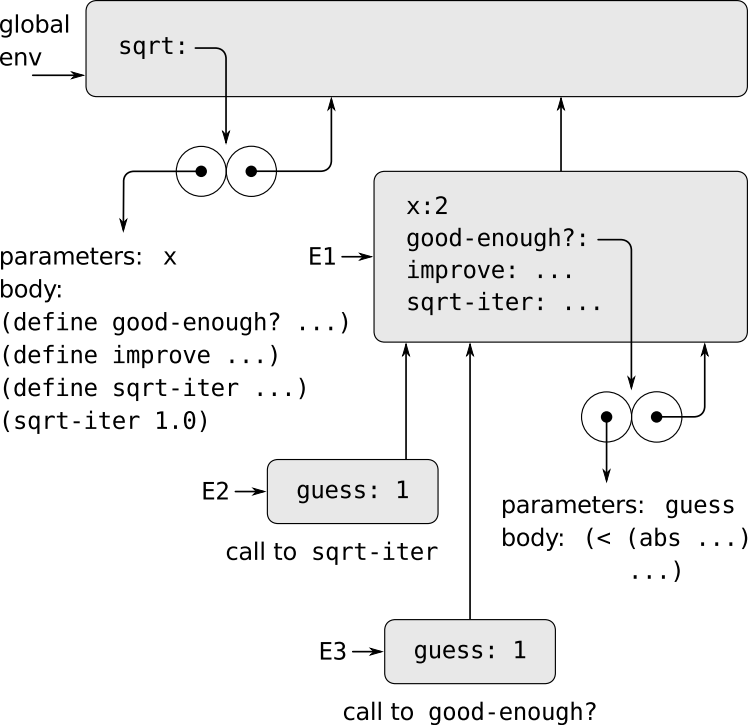 global
env
sqrt:
x:2
good-enough?:
improve: ...
sqrt-iter: ...
E1
parameters: x
body:
(define good-enough? ...)
(define improve ...)
(define sqrt-iter ...)
(sqrt-iter 1.0)
E2
guess: 1
call to sqrt-iter
parameters: guess
body: (< (abs ...)
...)
E3
guess: 1
call to good-enough?